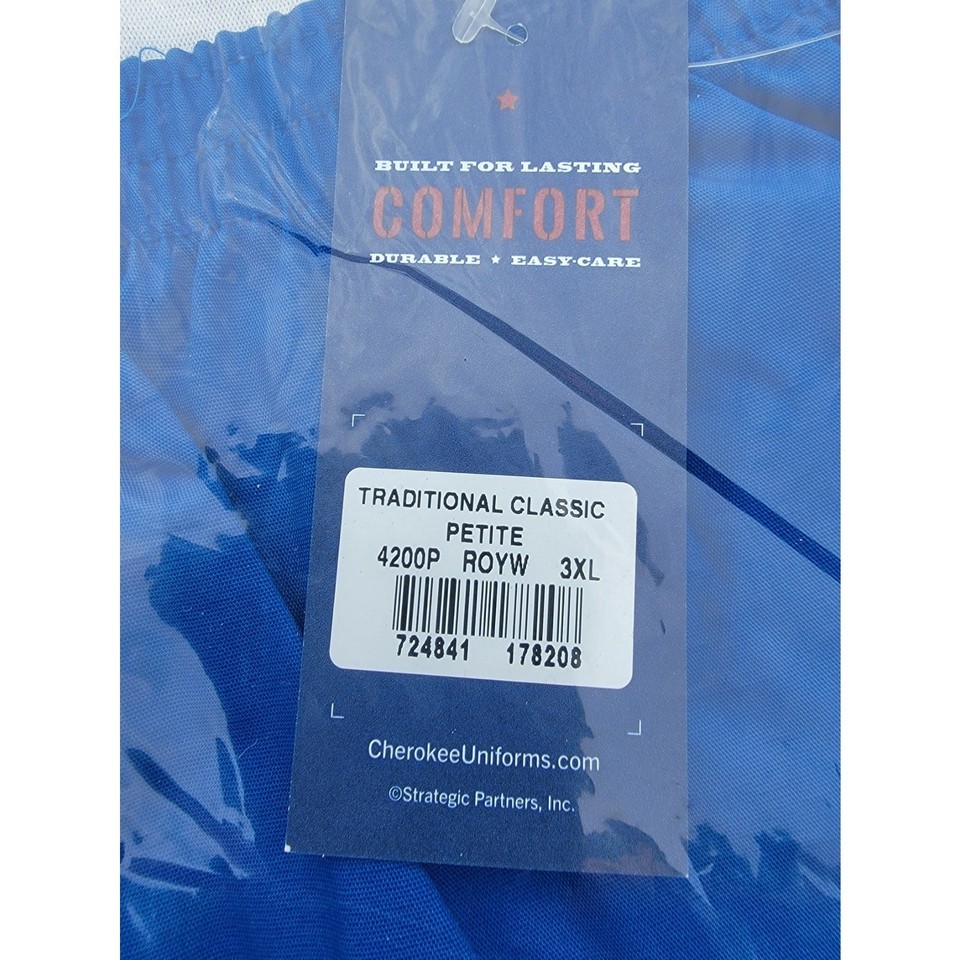 BUILT FOR LASTING
COMFORT
DURABLE ★ EASY-CARE
TRADITIONAL CLASSIC
PETITE
4200P ROYW 3XL
724841 178208
CherokeeUniforms.com
©Strategic Partners, Inc.